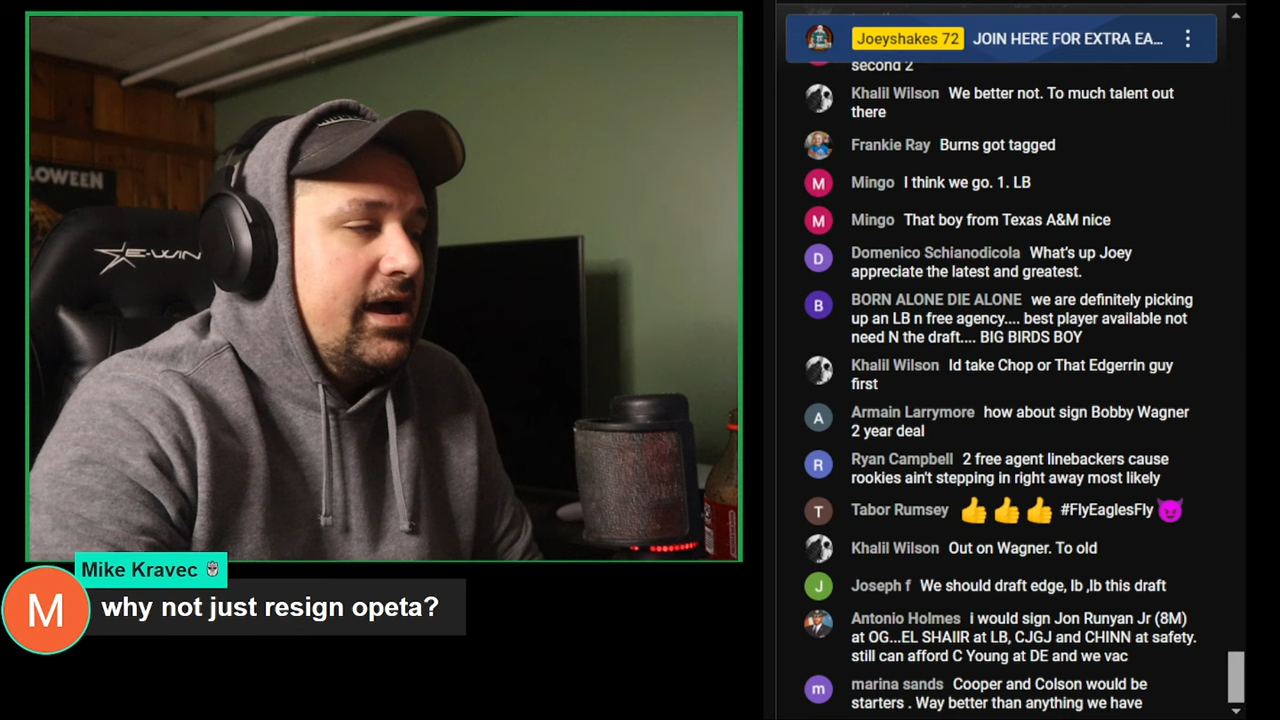 LOWEEN
E-WIN
Mike Kravec
M
why not just resign opeta?
Joeyshakes 72 JOIN HERE FOR EXTRA EA...
second 2
Khalil Wilson We better not. To much talent out
there
Frankie Ray Burns got tagged
M Mingo I think we go. 1. LB
M Mingo That boy from Texas A&M nice
D Domenico Schianodicola What's up Joey
appreciate the latest and greatest.
B BORN ALONE DIE ALONE we are definitely picking
up an LB n free agency.... best player available not
need N the draft.... BIG BIRDS BOY
Khalil Wilson Id take Chop or That Edgerrin guy
first
A Armain Larrymore how about sign Bobby Wagner
2 year deal
R Ryan Campbell 2 free agent linebackers cause
rookies ain't stepping in right away most likely
T Tabor Rumsey 👍👍👍 #FlyEaglesFly 😈
Khalil Wilson Out on Wagner. To old
J Joseph f We should draft edge, lb ,lb this draft
Antonio Holmes i would sign Jon Runyan Jr (8M)
at OG...EL SHAIIR at LB, CJGJ and CHINN at safety.
still can afford C Young at DE and we vac
m marina sands Cooper and Colson would be
starters . Way better than anything we have